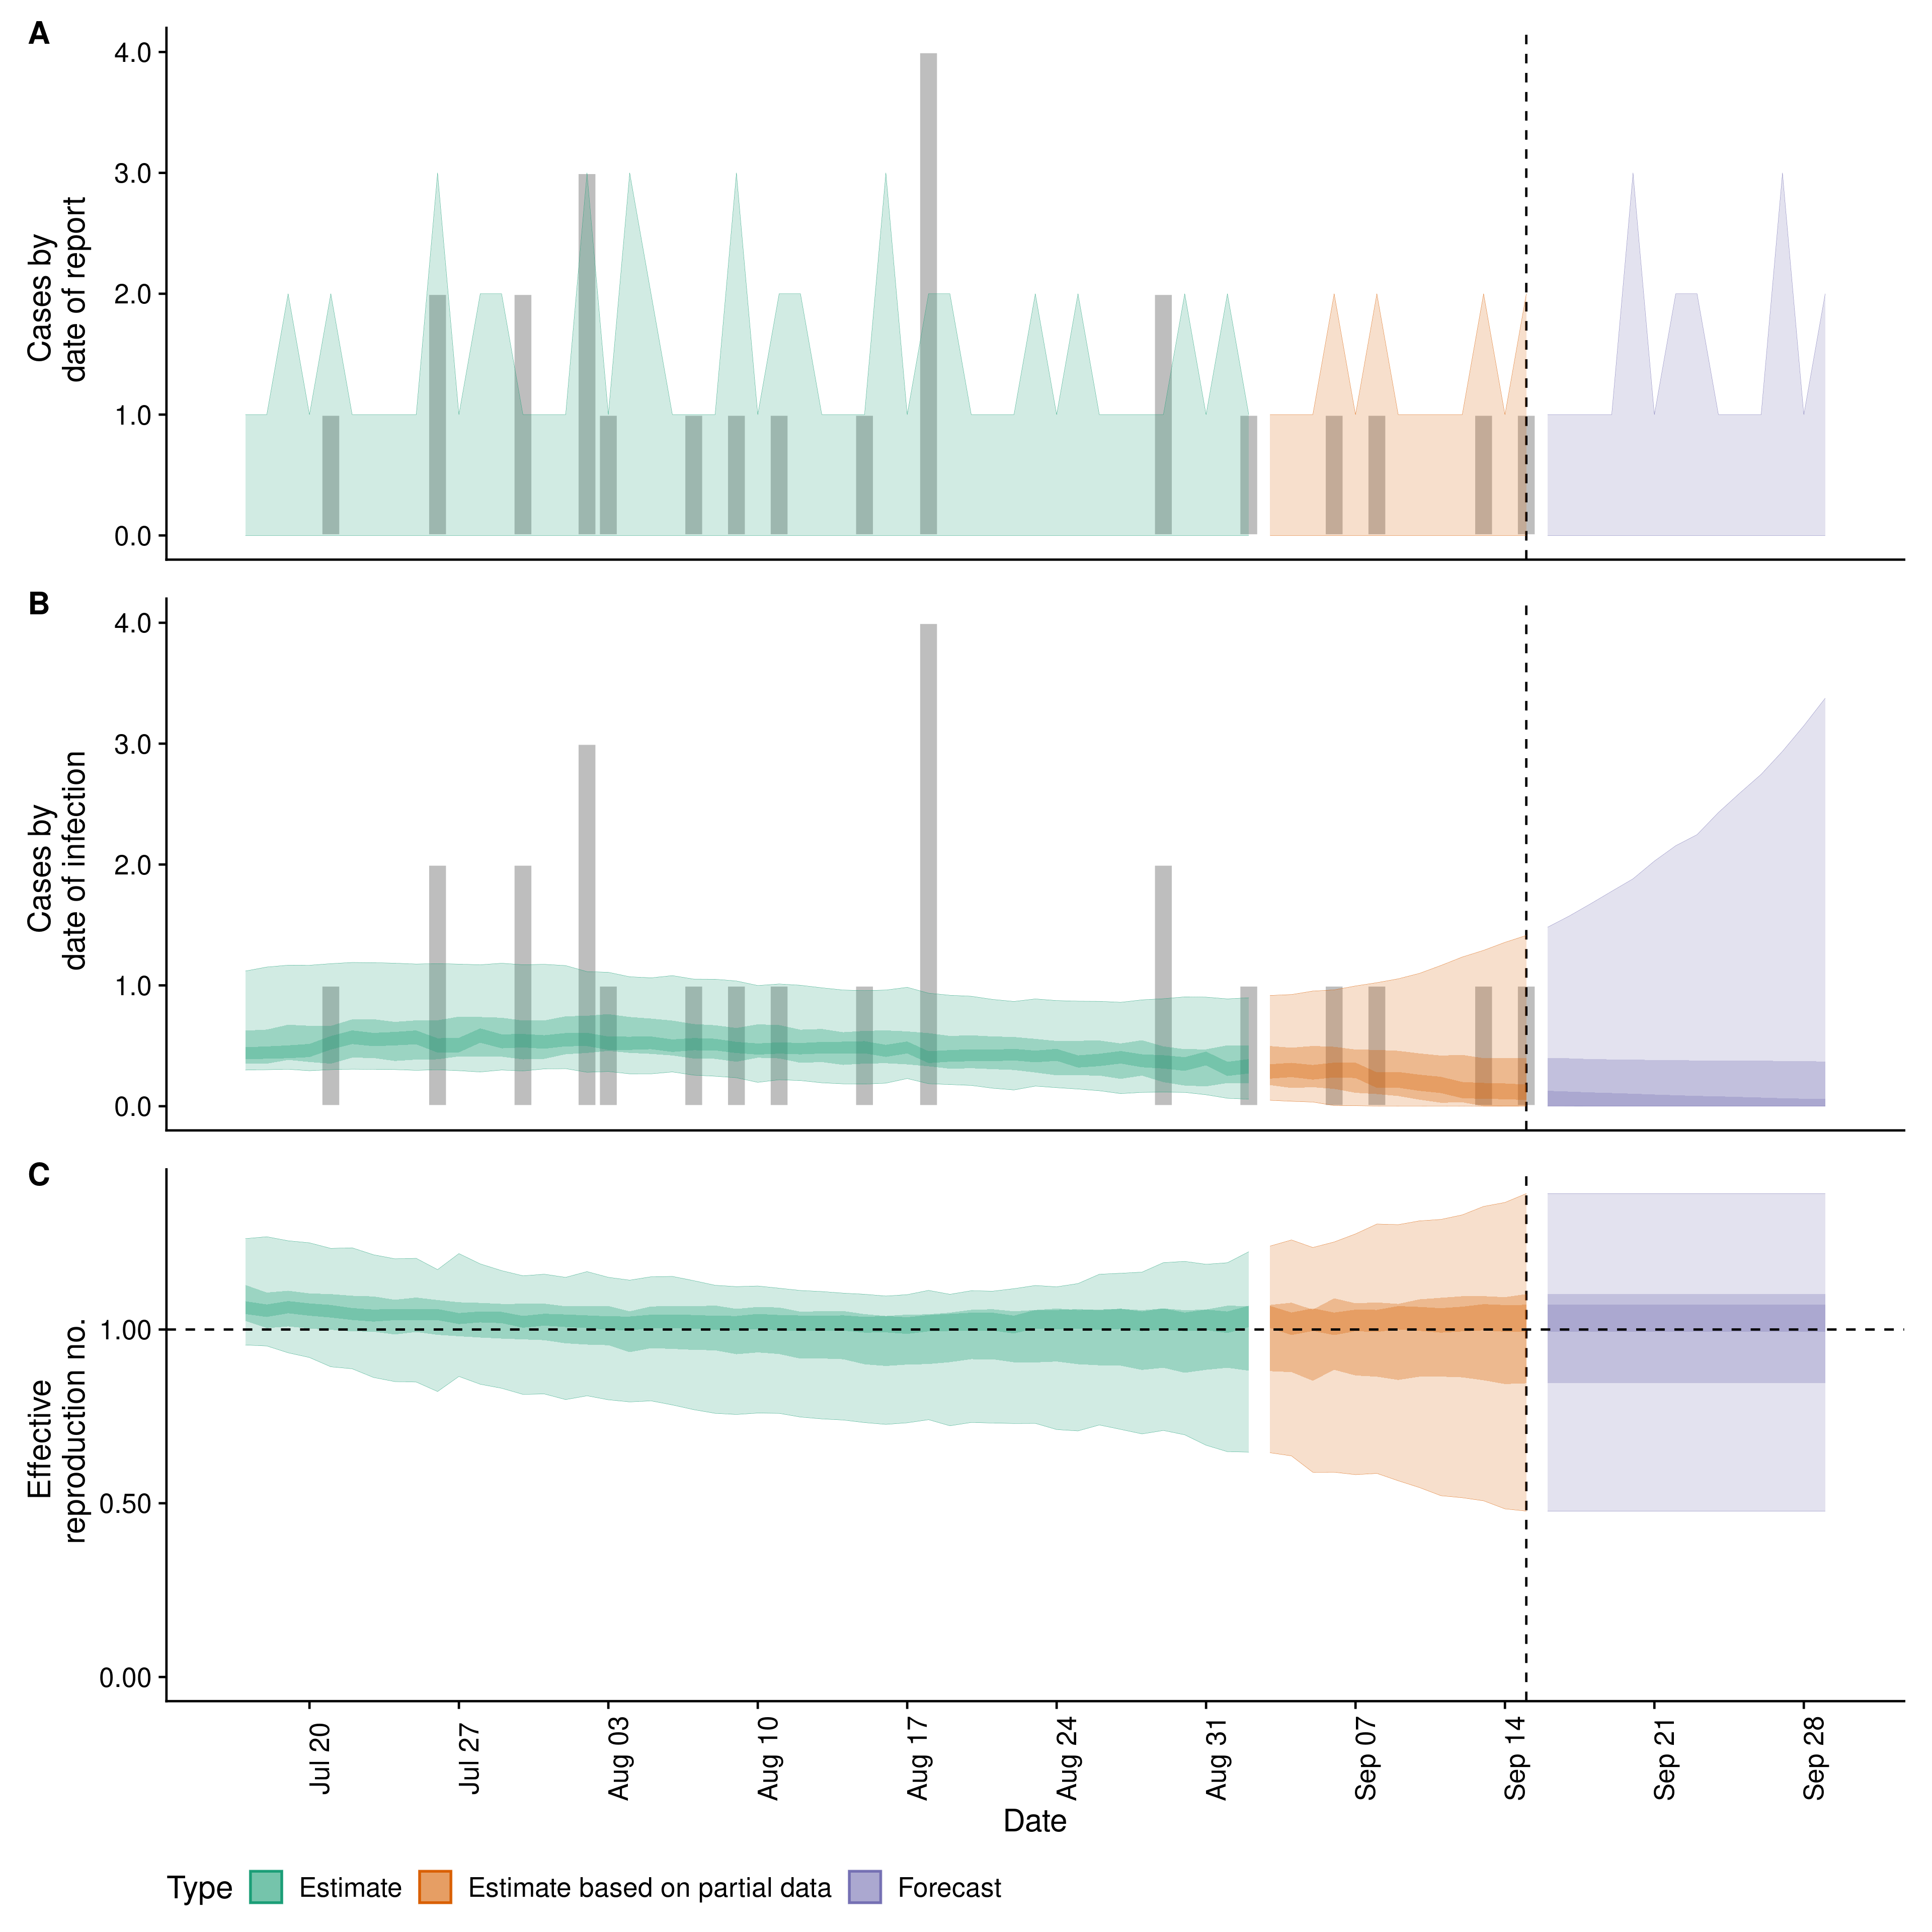 A
4.0
3.0
2.0
1.0
0.0
Cases by
date of report
B
4.0
3.0
2.0
1.0
0.0
Cases by
date of infection
C
1.00
0.50
0.00
Effective
reproduction no.
Jul 20
Jul 27
Aug 03
Aug 10
Aug 17
Aug 24
Aug 31
Sep 07
Sep 14
Sep 21
Sep 28
Date
Type Estimate Estimate based on partial data Forecast